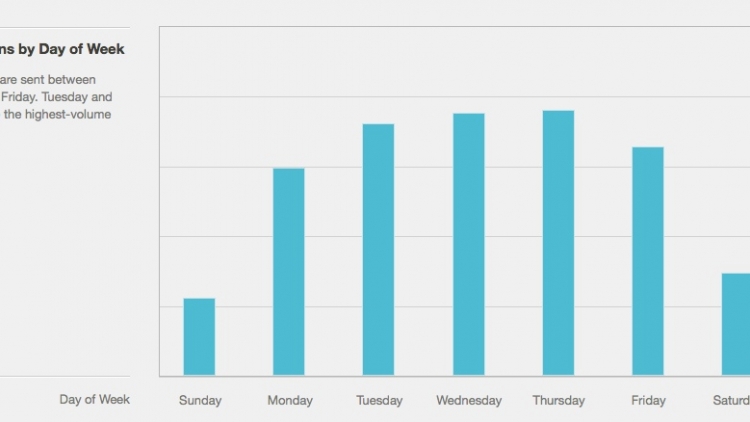 ns by Day of Week
are sent between
Friday. Tuesday and
the highest-volume
Day of Week
Sunday
Monday
Tuesday
Wednesday
Thursday
Friday
Saturd